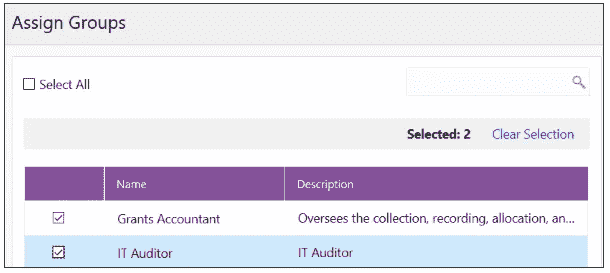 Assign Groups
Select All
Selected: 2 Clear Selection
Name Description
Grants Accountant Oversees the collection, recording, allocation, an...
IT Auditor IT Auditor